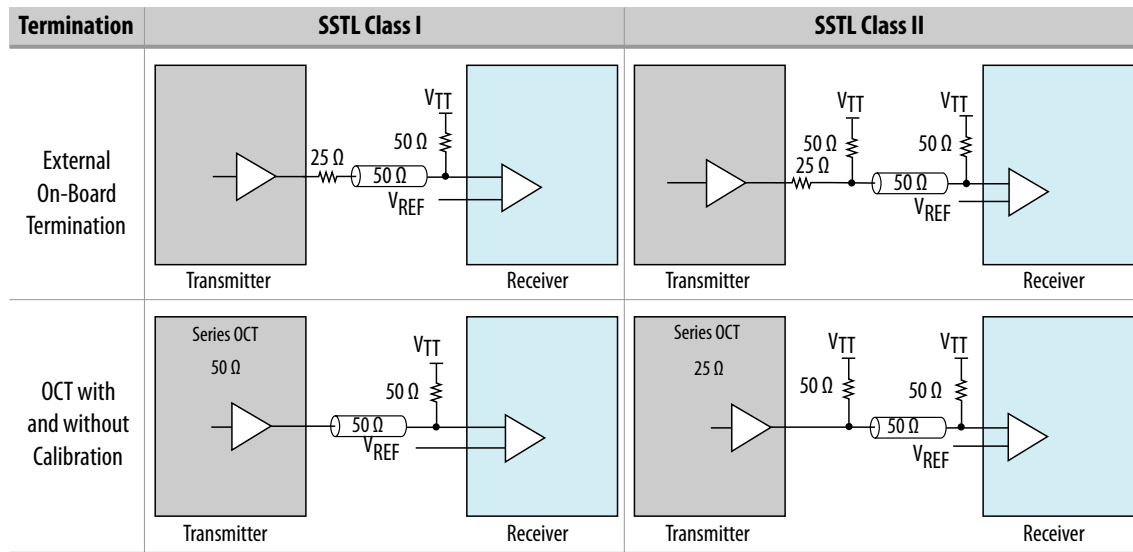 Termination SSTL Class I SSTL Class II
External
On-Board
Termination
VTT
50 Ω
25 Ω
50 Ω
VREF
Transmitter
Receiver
VTT
VTT
50 Ω
50 Ω
25 Ω
50 Ω
VREF
Transmitter
Receiver
OCT with
and without
Calibration
Series OCT
50 Ω
VTT
50 Ω
50 Ω
VREF
Transmitter
Receiver
Series OCT
25 Ω
VTT
VTT
50 Ω
50 Ω
50 Ω
VREF
Transmitter
Receiver